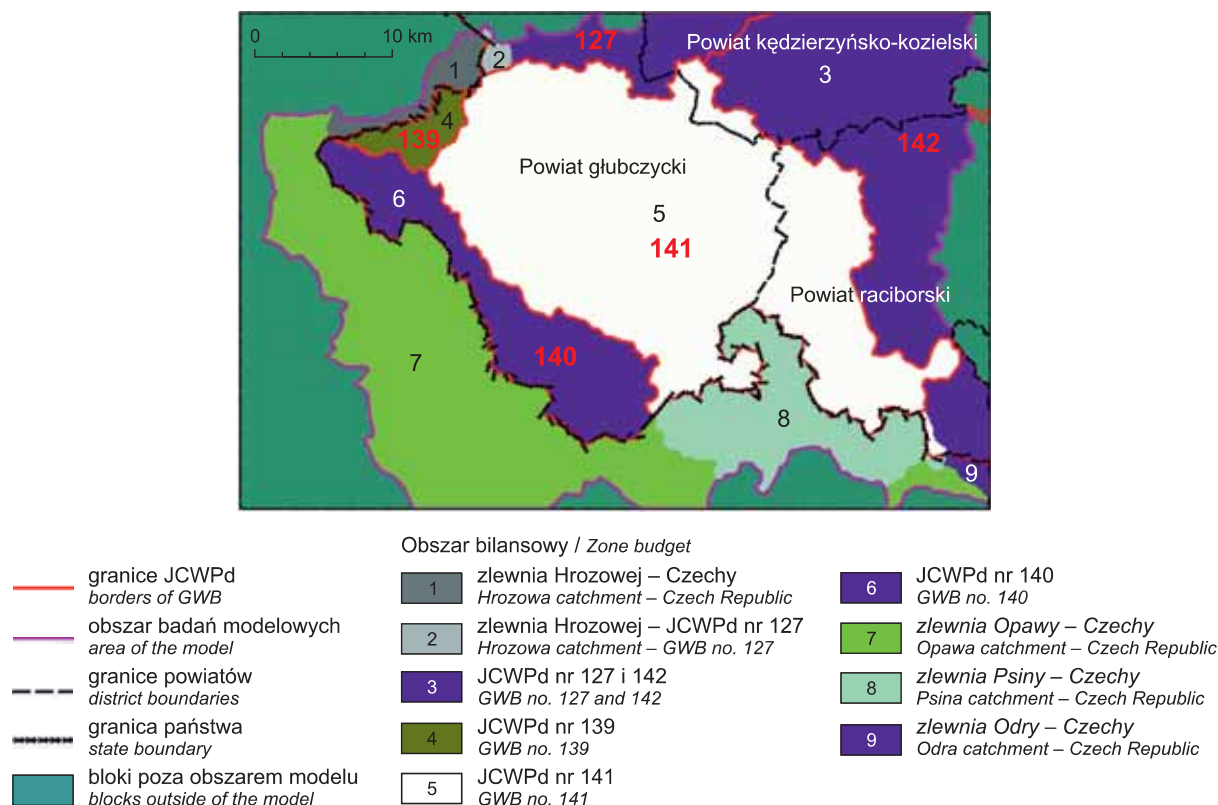 0 10 km
127
Powiat kędzierzyńsko-kozielski
3
1
2
4
139
142
Powiat głubczycki
6
5
141
Powiat raciborski
7
140
8
9
Obszar bilansowy / Zone budget
granice JCWPd
borders of GWB
obszar badań modelowych
area of the model
granice powiatów
district boundaries
granica państwa
state boundary
bloki poza obszarem modelu
blocks outside of the model
1 zlewnia Hrozowej – Czechy
Hrozowa catchment – Czech Republic
2 zlewnia Hrozowej – JCWPd nr 127
Hrozowa catchment – GWB no. 127
3 JCWPd nr 127 i 142
GWB no. 127 and 142
4 JCWPd nr 139
GWB no. 139
5 JCWPd nr 141
GWB no. 141
6 JCWPd nr 140
GWB no. 140
7 zlewnia Opawy – Czechy
Opawa catchment – Czech Republic
8 zlewnia Psiny – Czechy
Psina catchment – Czech Republic
9 zlewnia Odry – Czechy
Odra catchment – Czech Republic